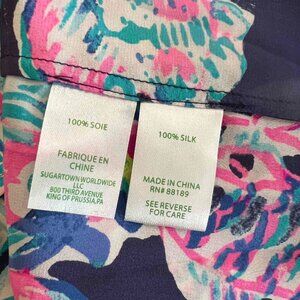 100% SOIE
FABRIQUE EN
CHINE
SUGARTOWN WORLDWIDE
LLC
800 THIRD AVENUE
KING OF PRUSSIA,PA
100% SILK
MADE IN CHINA
RN# 88189
SEE REVERSE
FOR CARE